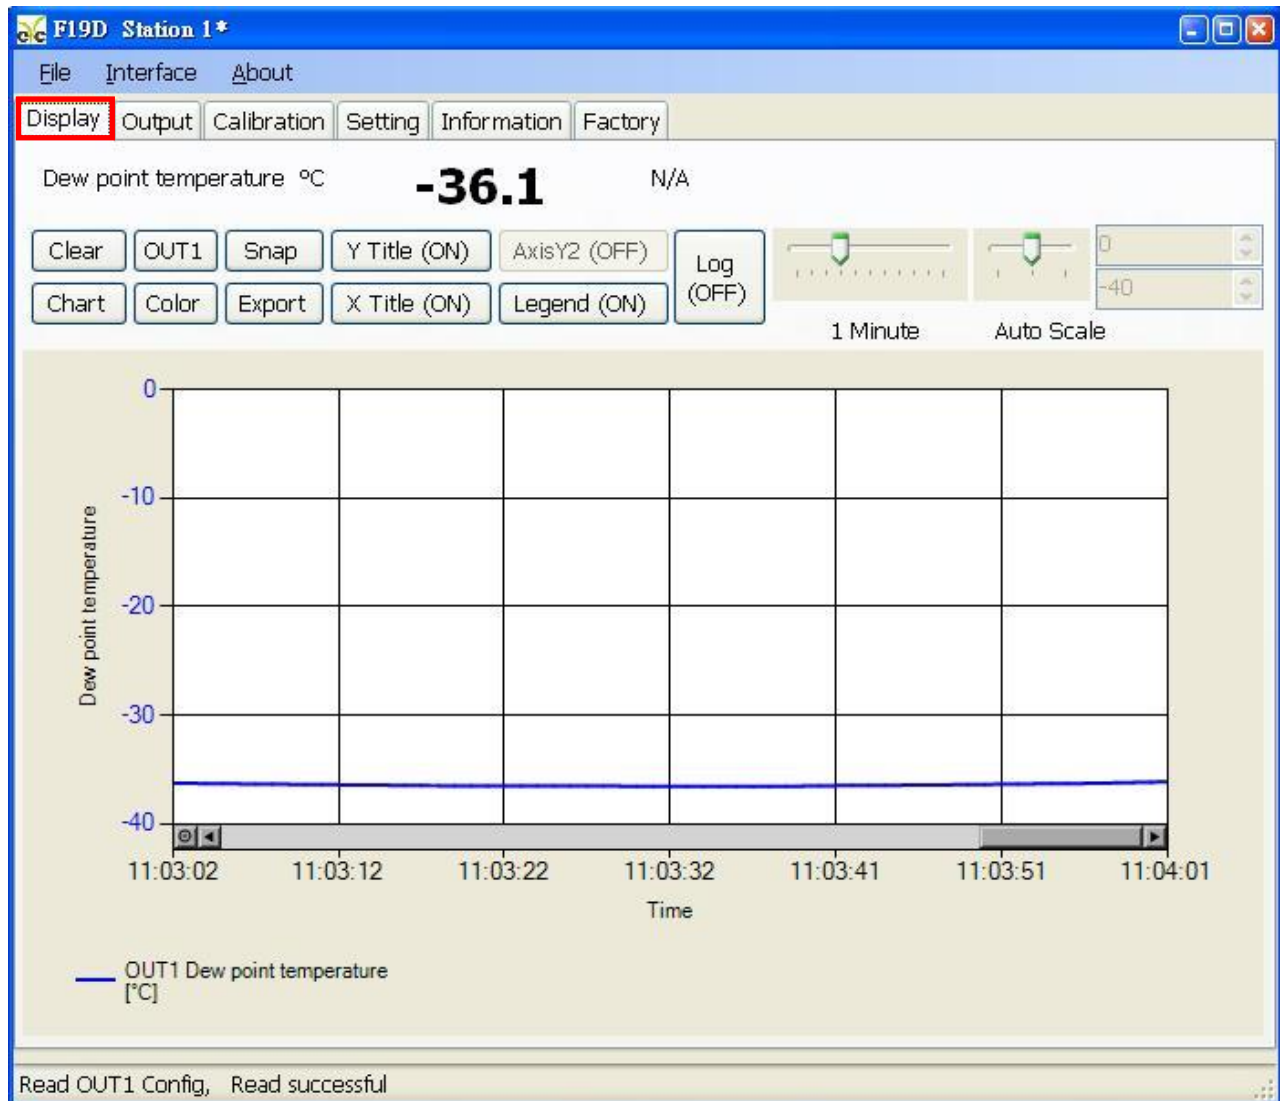 F19D Station 1*
File Interface About
Display Output Calibration Setting Information Factory
Dew point temperature ºC -36.1 N/A
Clear OUT1 Snap Y Title (ON) AxisY2 (OFF) Log (OFF) 0
Chart Color Export X Title (ON) Legend (ON) -40
1 Minute Auto Scale
0
-10
-20
-30
-40
Dew point temperature
11:03:02 11:03:12 11:03:22 11:03:32 11:03:41 11:03:51 11:04:01
Time
OUT1 Dew point temperature
[°C]
Read OUT1 Config, Read successful